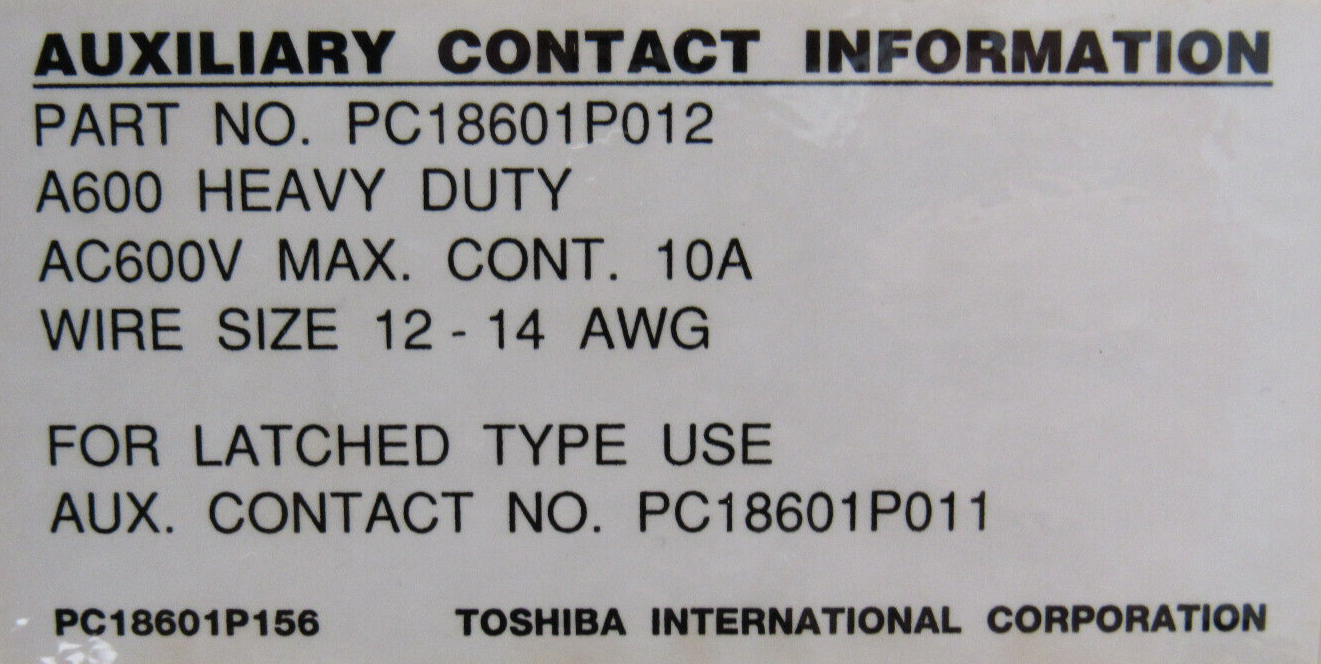 AUXILIARY CONTACT INFORMATION
PART NO. PC18601P012
A600 HEAVY DUTY
AC600V MAX. CONT. 10A
WIRE SIZE 12 - 14 AWG
FOR LATCHED TYPE USE
AUX. CONTACT NO. PC18601P011
PC18601P156 TOSHIBA INTERNATIONAL CORPORATION